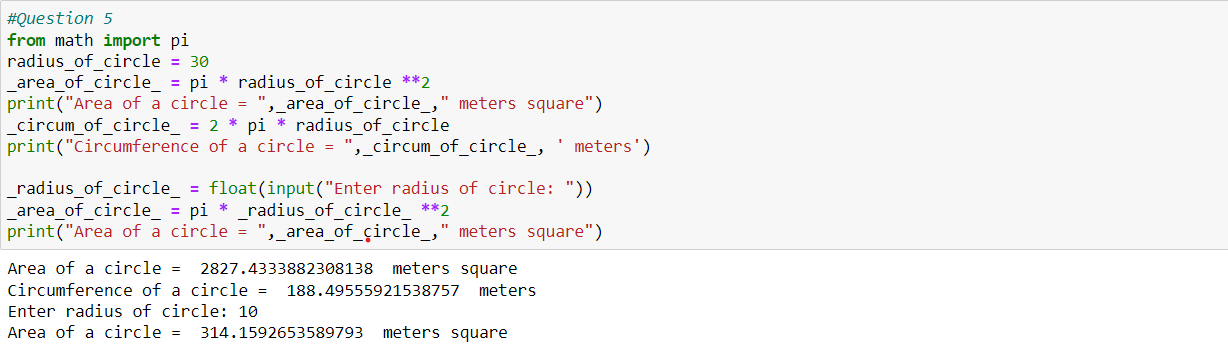 #Question 5
from math import pi
radius_of_circle = 30
_area_of_circle_ = pi * radius_of_circle **2
print("Area of a circle = ",_area_of_circle_," meters square")
_circum_of_circle_ = 2 * pi * radius_of_circle
print("Circumference of a circle = ",_circum_of_circle_, ' meters')
_radius_of_circle_ = float(input("Enter radius of circle: "))
_area_of_circle_ = pi * _radius_of_circle_ **2
print("Area of a circle = ",_area_of_circle_," meters square")
Area of a circle =  2827.4333882308138  meters square
Circumference of a circle =  188.49555921538757  meters
Enter radius of circle: 10
Area of a circle =  314.1592653589793  meters square